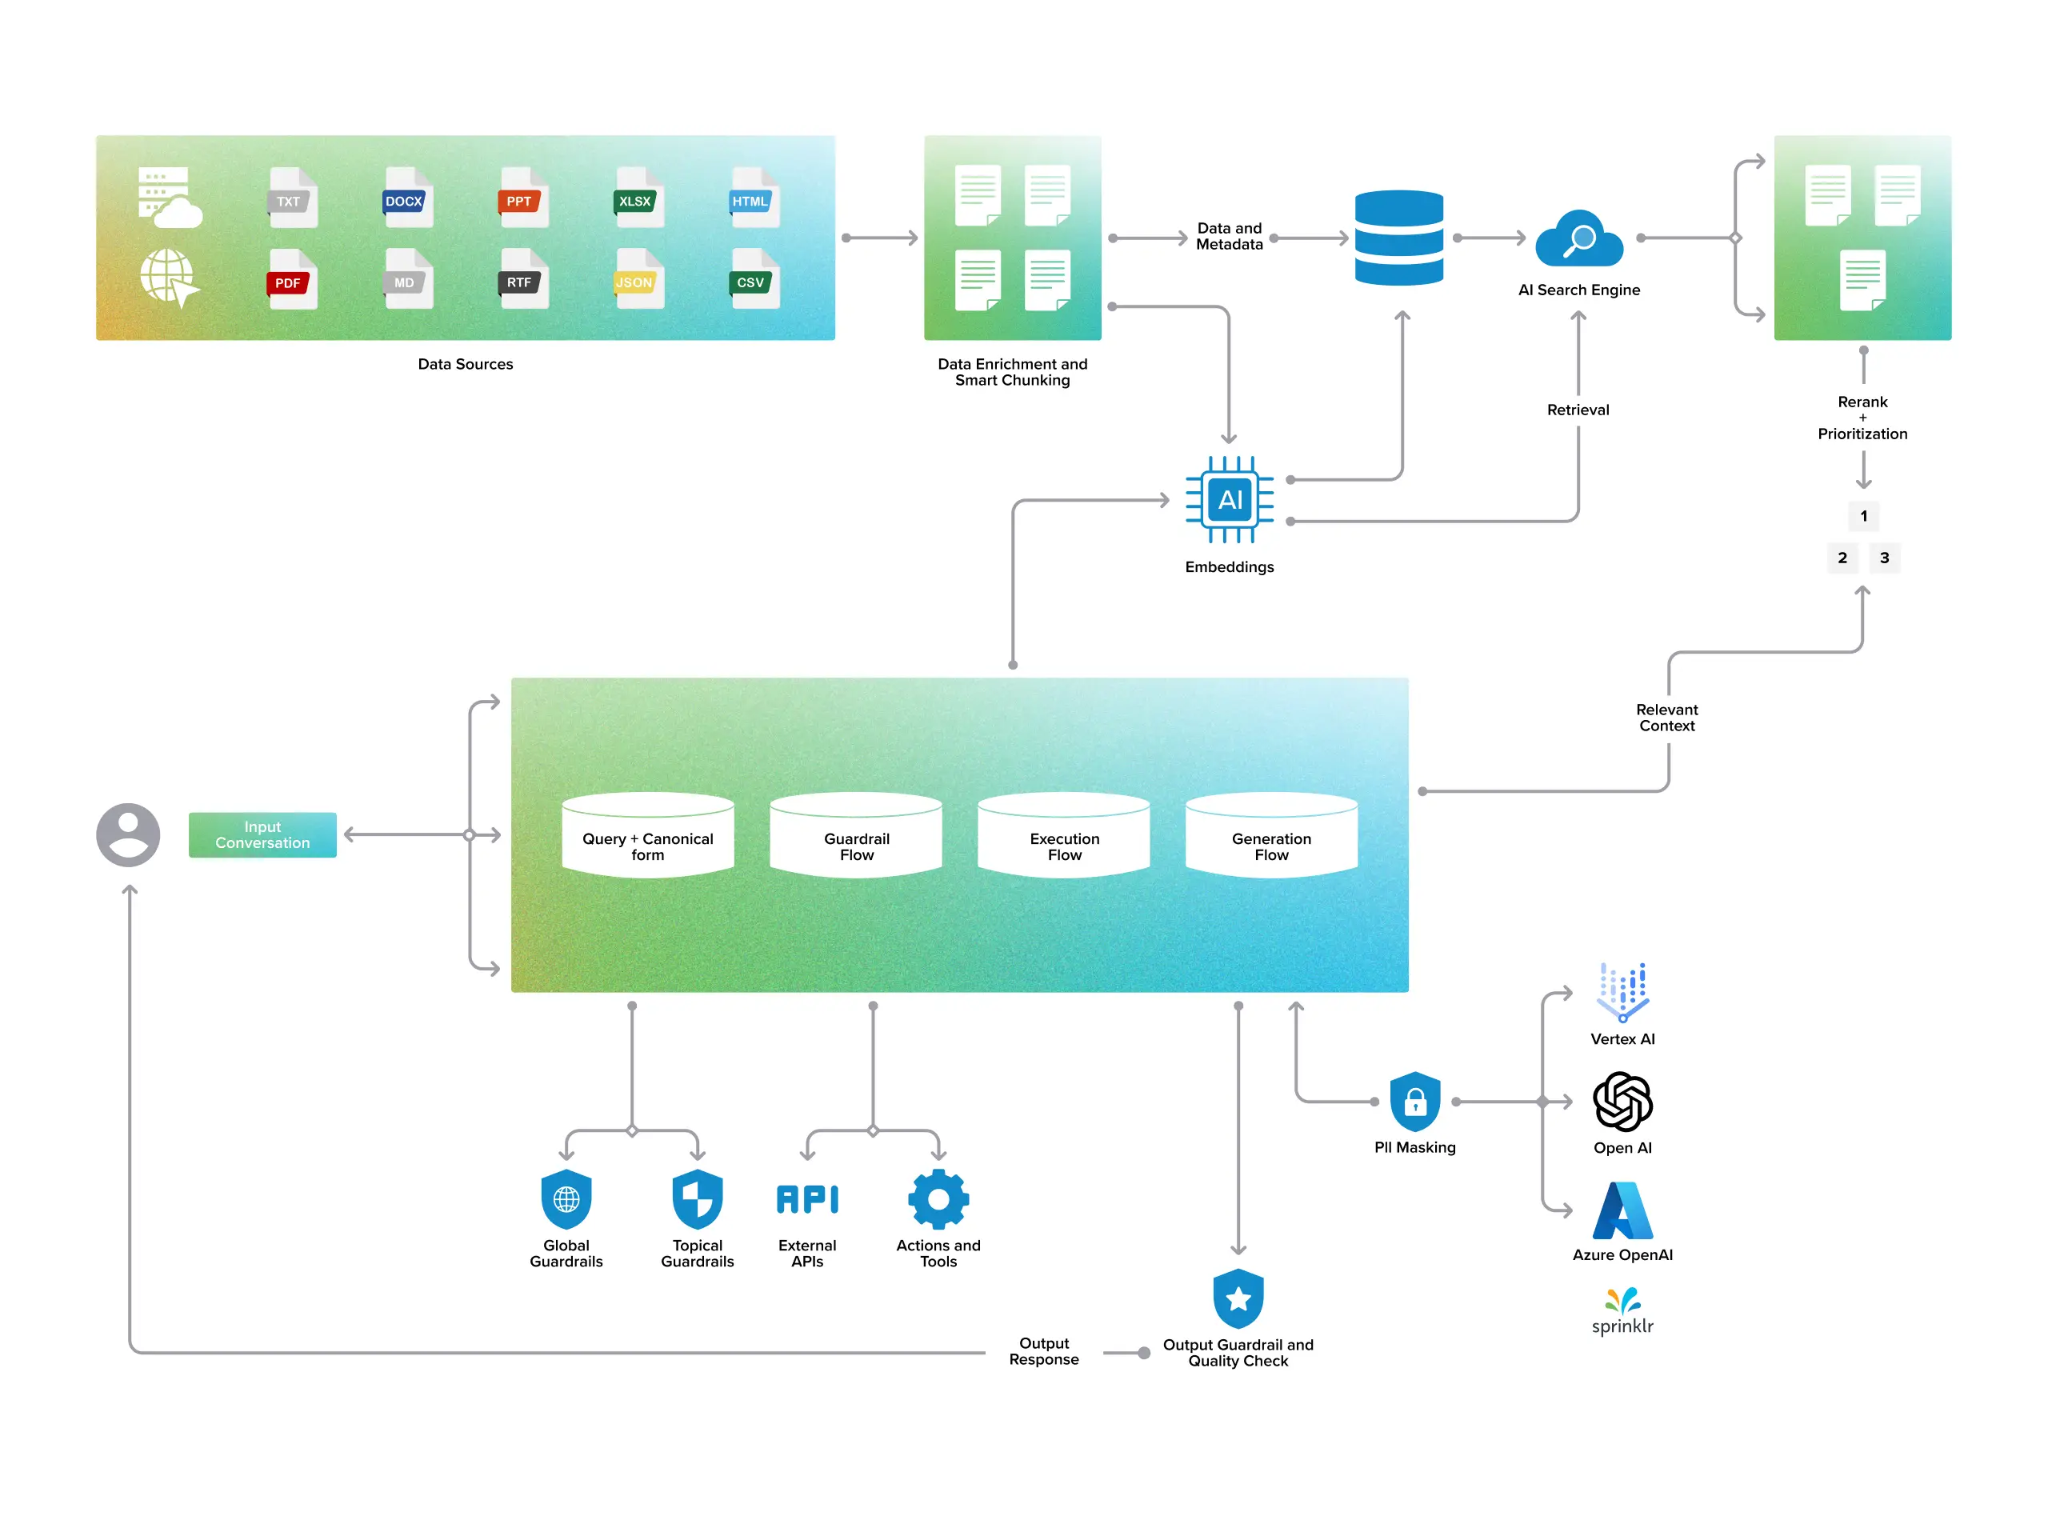 TXT
DOCX
PPT
XLSX
HTML
PDF
MD
RTF
JSON
CSV
Data Sources
Data Enrichment and
Smart Chunking
Data and
Metadata
AI Search Engine
Retrieval
Rerank
+
Prioritization
1
2 3
AI
Embeddings
Relevant
Context
Input
Conversation
Query + Canonical
form
Guardrail
Flow
Execution
Flow
Generation
Flow
Vertex AI
Open AI
Azure OpenAI
sprinklr
PII Masking
Global
Guardrails
Topical
Guardrails
API
External
APIs
Actions and
Tools
Output Guardrail and
Quality Check
Output
Response